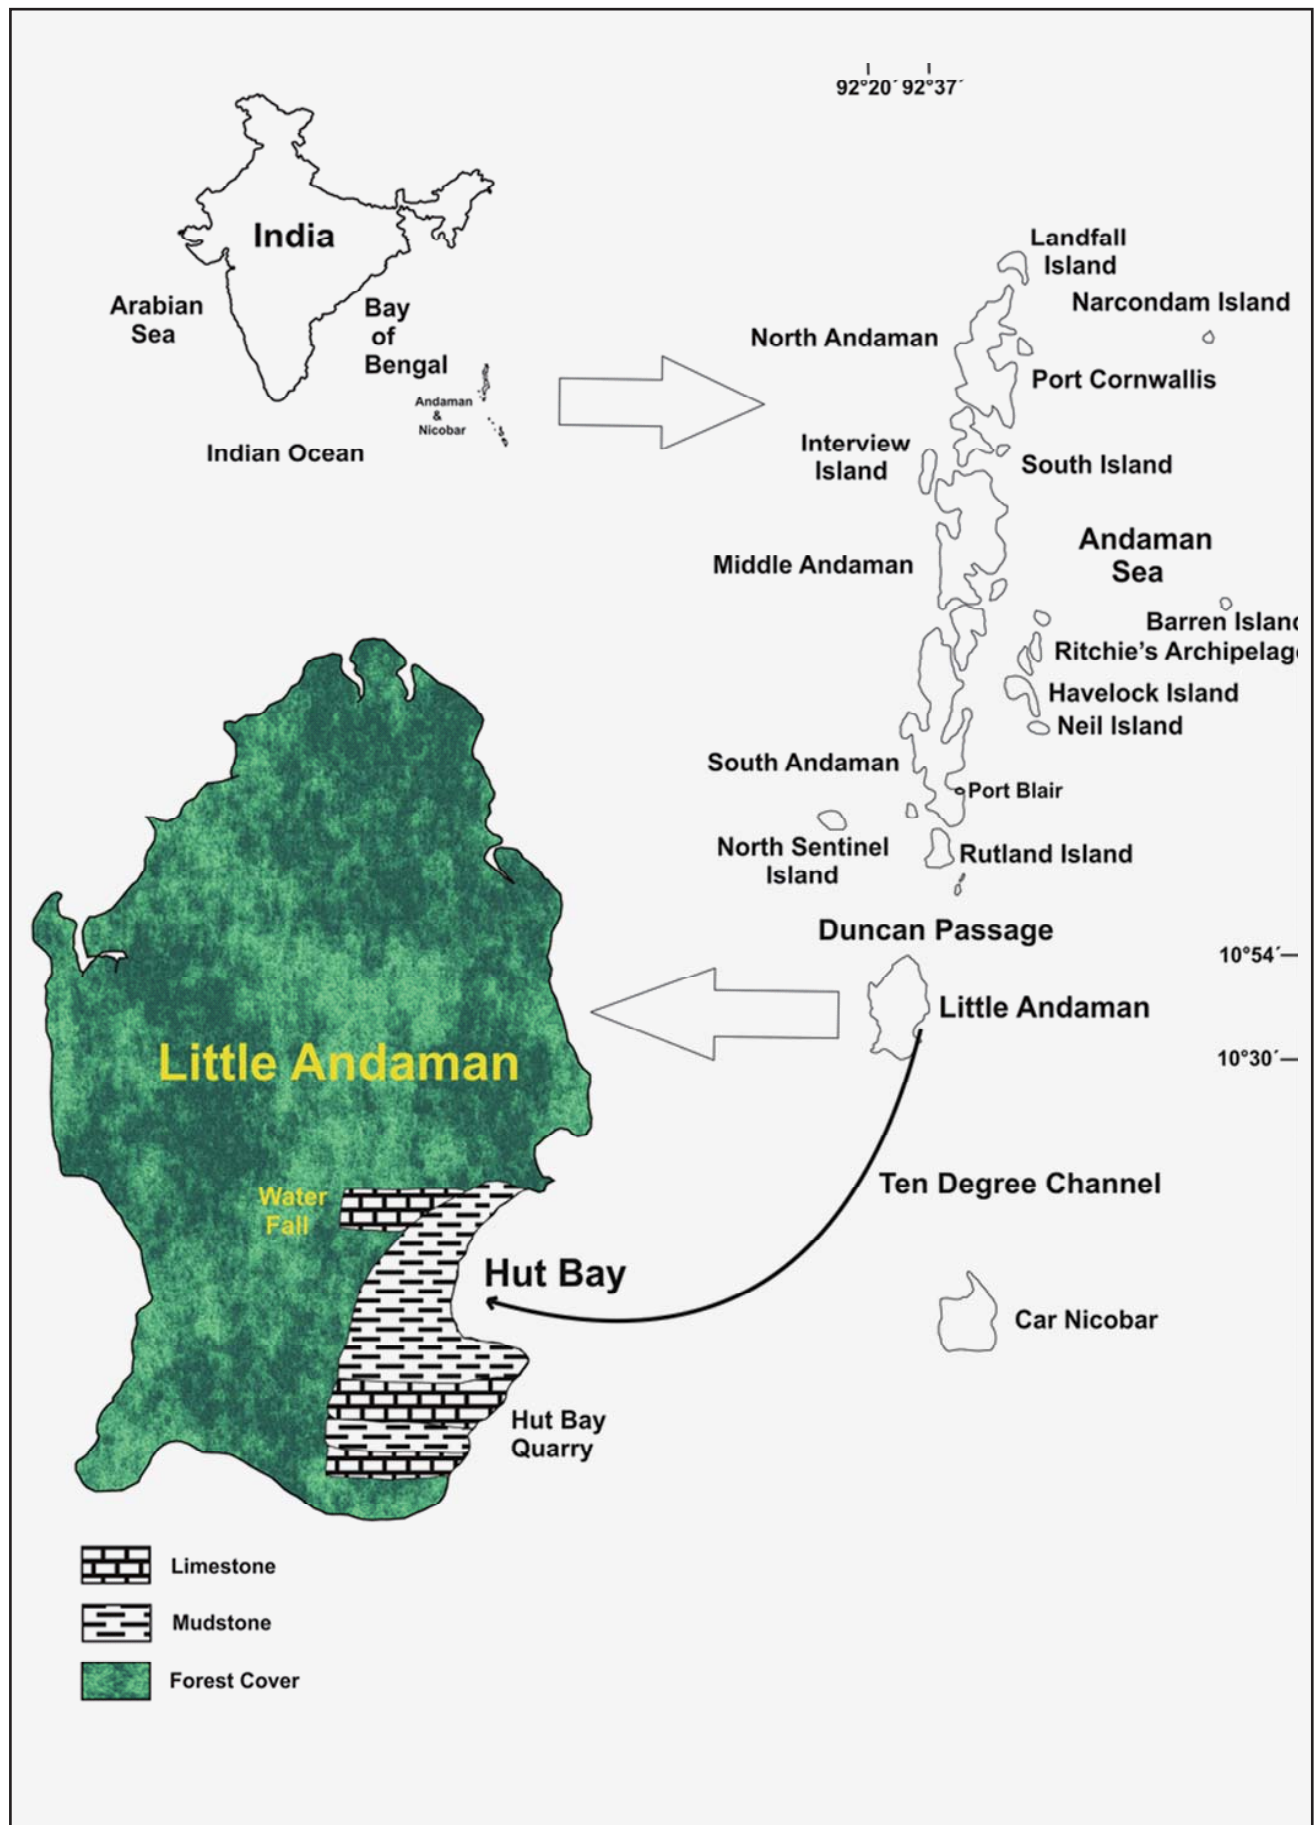 92°20´ 92°37´
India
Arabian
Sea
Bay
of
Bengal
Andaman
&
Nicobar
Indian Ocean
Landfall
Island
Narcondam Island
North Andaman
Port Cornwallis
Interview
Island
South Island
Andaman
Sea
Middle Andaman
Barren Islan
Ritchie’s Archipelag
Havelock Island
Neil Island
South Andaman
Port Blair
North Sentinel
Island
Rutland Island
Duncan Passage
10°54´
Little Andaman
10°30´
Ten Degree Channel
Car Nicobar
Little Andaman
Water
Fall
Hut Bay
Hut Bay
Quarry
Limestone
Mudstone
Forest Cover